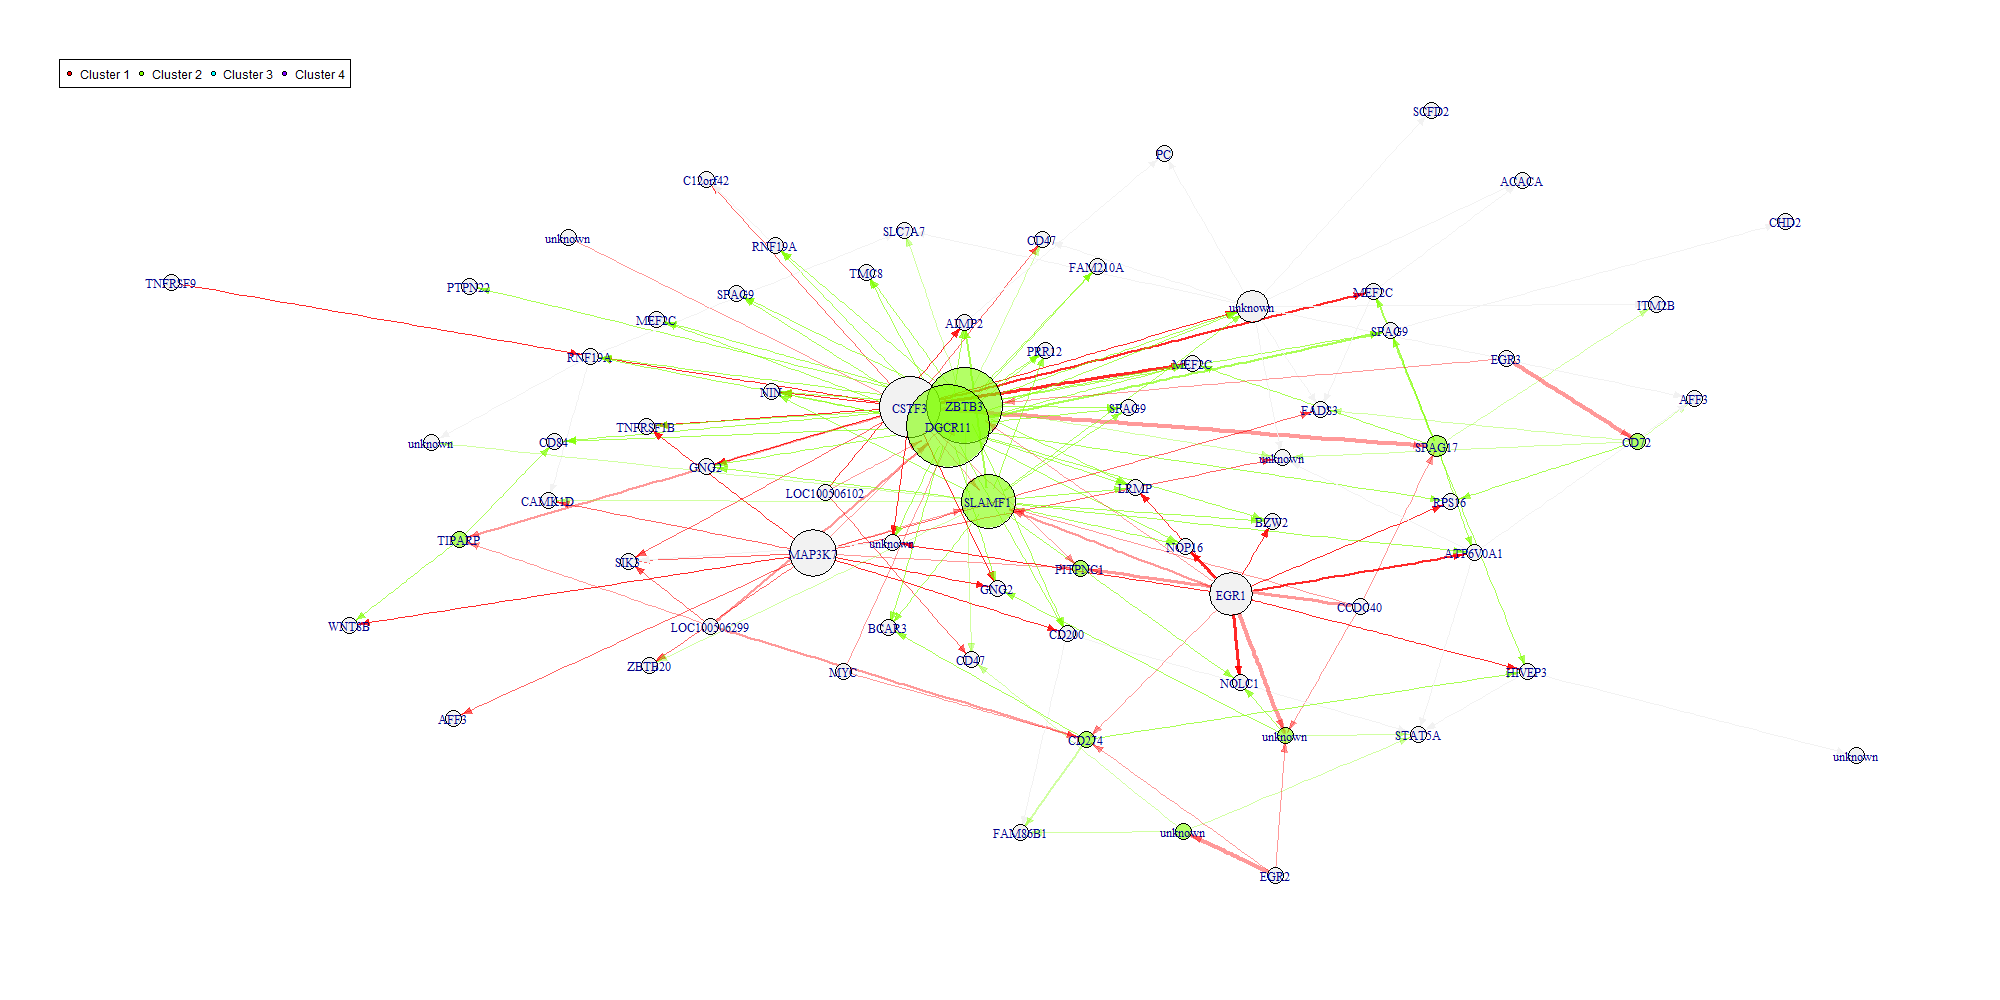 Cluster 1 Cluster 2 Cluster 3 Cluster 4
SCFD2
PC
C12orf42
ACACA
CHD2
SLC7A7
unknown
RNF19A
CD47
FAM210A
TMC8
TNFRSF9
PTPN22
SPAG9
MEF2C
ITM2B
unknown
MEF2C
AIMP2
SPAG9
PRR12
RNF19A
EGR3
MEF2C
NIN
AFF3
CSTF3
ZBTB3
SPAG9
FADS3
TNFRSF1B
DGCR11
unknown
CD84
CD72
SPAG17
unknown
GNG2
LRMP
LOC100506102
CAMK1D
SLAMF1
RPS16
BZW2
TIPARP
unknown
NOP16
MAP3K7
ATP6V0A1
SIK3
PITPNC1
GNG2
EGR1
CCDC40
WNT8B
LOC100506299
BCAR3
CD200
CD47
ZBTB20
MYC
HIVEP3
NOLC1
AFF3
CD274
unknown
STAT5A
unknown
FAM86B1
unknown
EGR2